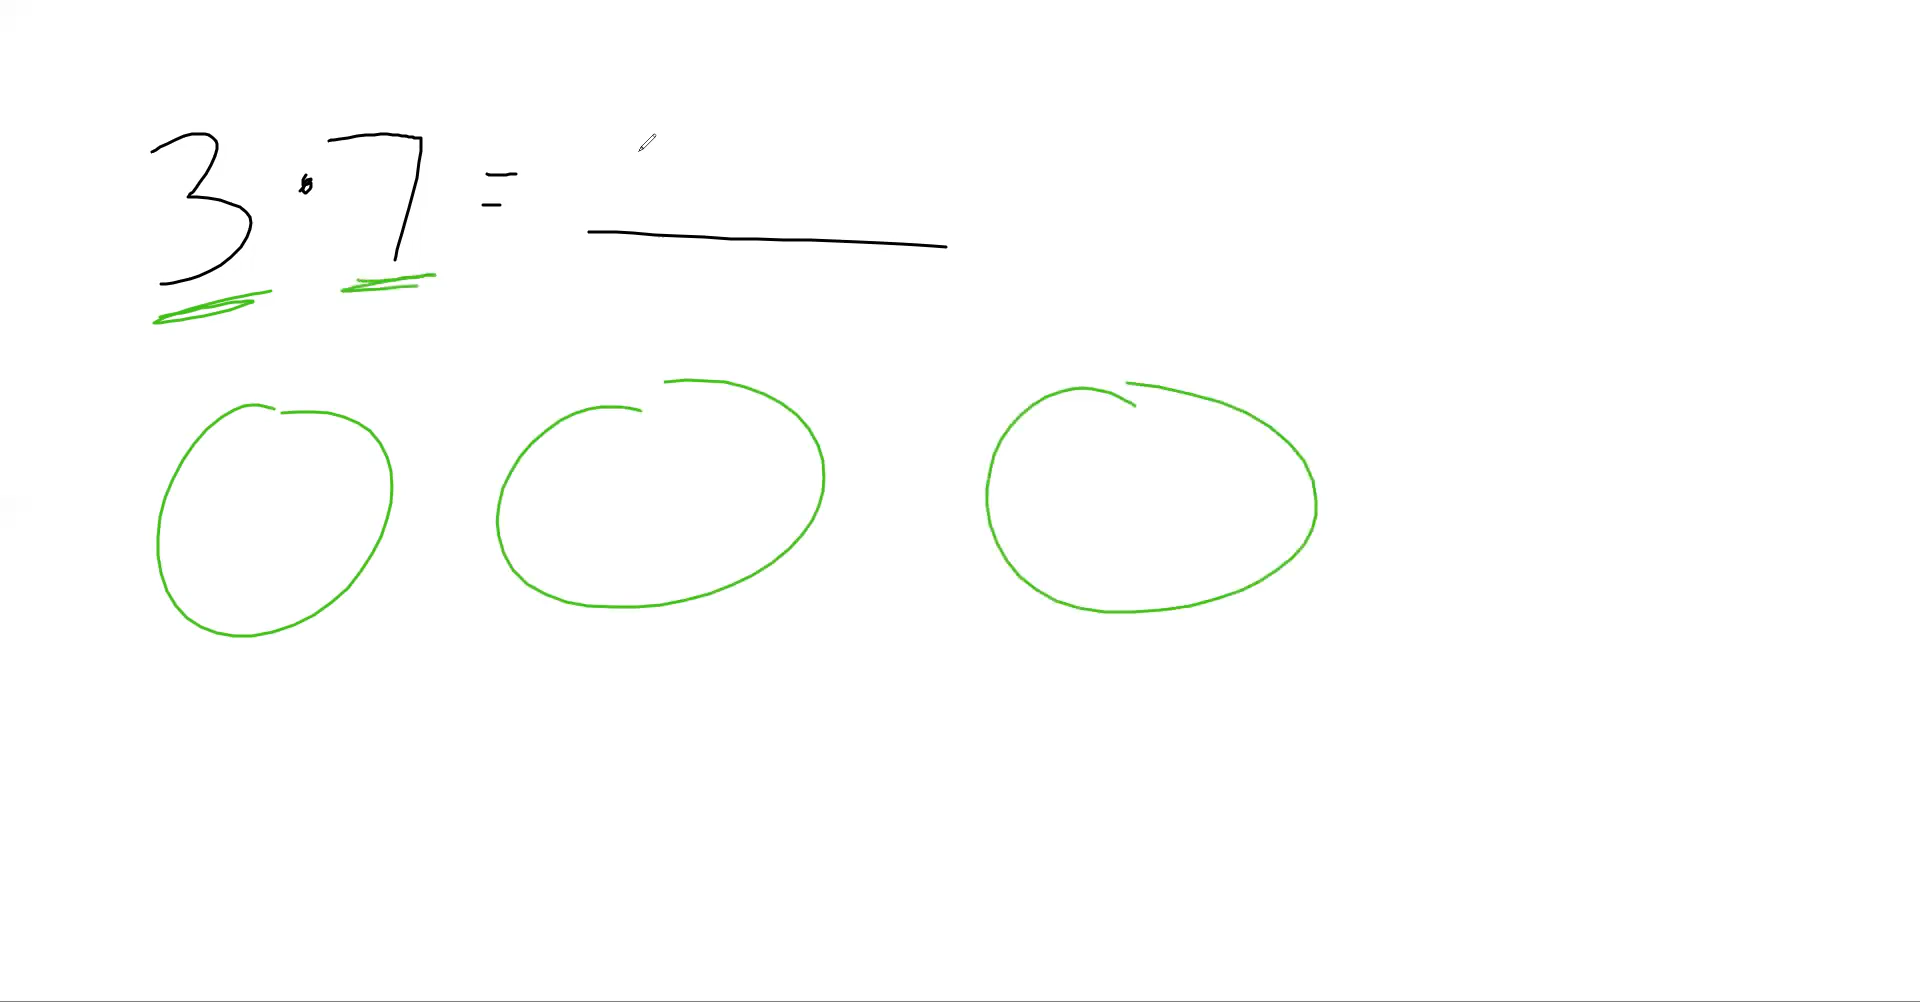 3 · 7 = ______